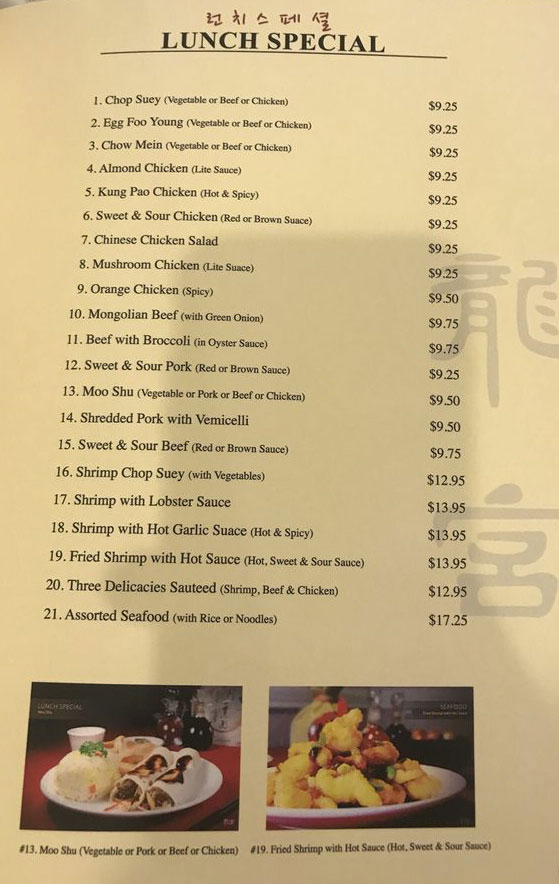 런치스페셜
LUNCH SPECIAL
1. Chop Suey (Vegetable or Beef or Chicken) $9.25
2. Egg Foo Young (Vegetable or Beef or Chicken) $9.25
3. Chow Mein (Vegetable or Beef or Chicken) $9.25
4. Almond Chicken (Lite Sauce) $9.25
5. Kung Pao Chicken (Hot & Spicy) $9.25
6. Sweet & Sour Chicken (Red or Brown Suace) $9.25
7. Chinese Chicken Salad $9.25
8. Mushroom Chicken (Lite Suace) $9.25
9. Orange Chicken (Spicy) $9.50
10. Mongolian Beef (with Green Onion) $9.75
11. Beef with Broccoli (in Oyster Sauce) $9.75
12. Sweet & Sour Pork (Red or Brown Sauce) $9.25
13. Moo Shu (Vegetable or Pork or Beef or Chicken) $9.50
14. Shredded Pork with Vemicelli $9.50
15. Sweet & Sour Beef (Red or Brown Sauce) $9.75
16. Shrimp Chop Suey (with Vegetables) $12.95
17. Shrimp with Lobster Sauce $13.95
18. Shrimp with Hot Garlic Suace (Hot & Spicy) $13.95
19. Fried Shrimp with Hot Sauce (Hot, Sweet & Sour Sauce) $13.95
20. Three Delicacies Sauteed (Shrimp, Beef & Chicken) $12.95
21. Assorted Seafood (with Rice or Noodles) $17.25
龍
宮
LUNCH SPECIAL
Moo Shu
SEAFOOD
#13. Moo Shu (Vegetable or Pork or Beef or Chicken)
#19. Fried Shrimp with Hot Sauce (Hot, Sweet & Sour Sauce)